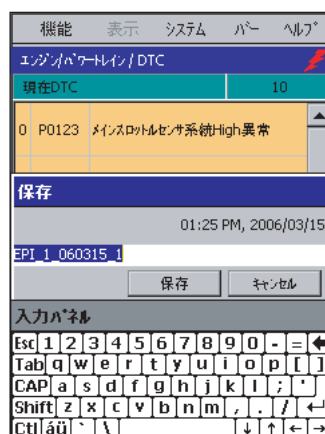 機能 表示 システム バー ヘルプ
エンジン/パワートレイン/DTC
現在DTC 10
0 P0123 メインスロットルセンサ系統High異常
保存
01:25 PM, 2006/03/15
EPI_1_060315_1
保存 キャンセル
入力パネル
Esc 1 2 3 4 5 6 7 8 9 0 - = ←
Tab q w e r t y u i o p [ ]
CAP a s d f g h j k l ; '
Shift z x c v b n m , . / ↵
Ctl áü ` \ ↓ ↑ ← →